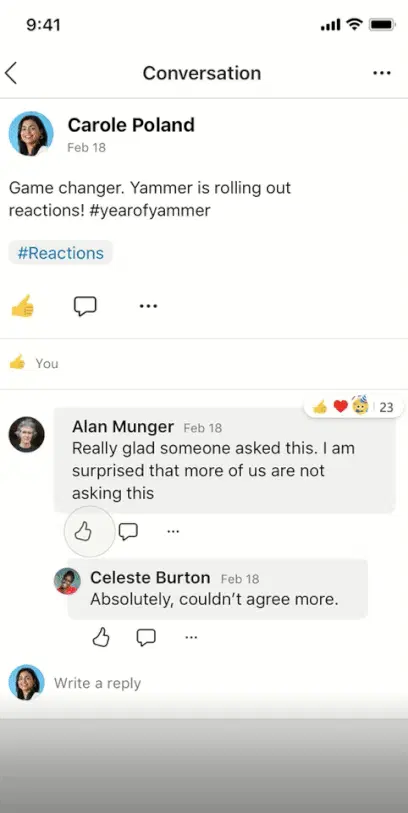 9:41
Conversation
Carole Poland
Feb 18
Game changer. Yammer is rolling out
reactions! #yearofyammer
#Reactions
You
23
Alan Munger Feb 18
Really glad someone asked this. I am
surprised that more of us are not
asking this
Celeste Burton Feb 18
Absolutely, couldn’t agree more.
Write a reply